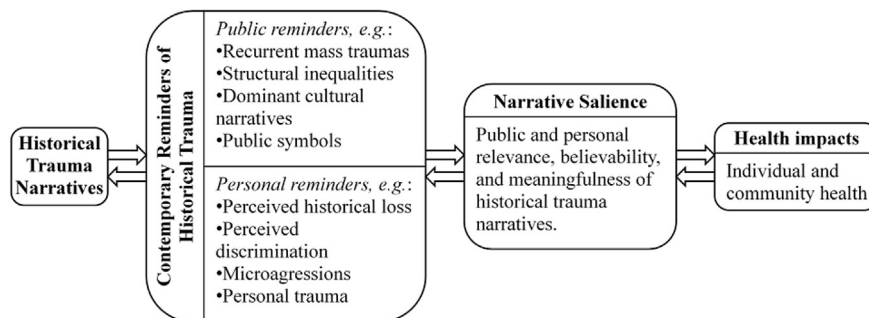 Historical
Trauma
Narratives
Contemporary Reminders of
Historical Trauma
Public reminders, e.g.:
•Recurrent mass traumas
•Structural inequalities
•Dominant cultural
narratives
•Public symbols
Personal reminders, e.g.:
•Perceived historical loss
•Perceived
discrimination
•Microagressions
•Personal trauma
Narrative Salience
Public and personal
relevance, believability,
and meaningfulness of
historical trauma
narratives.
Health impacts
Individual and
community health